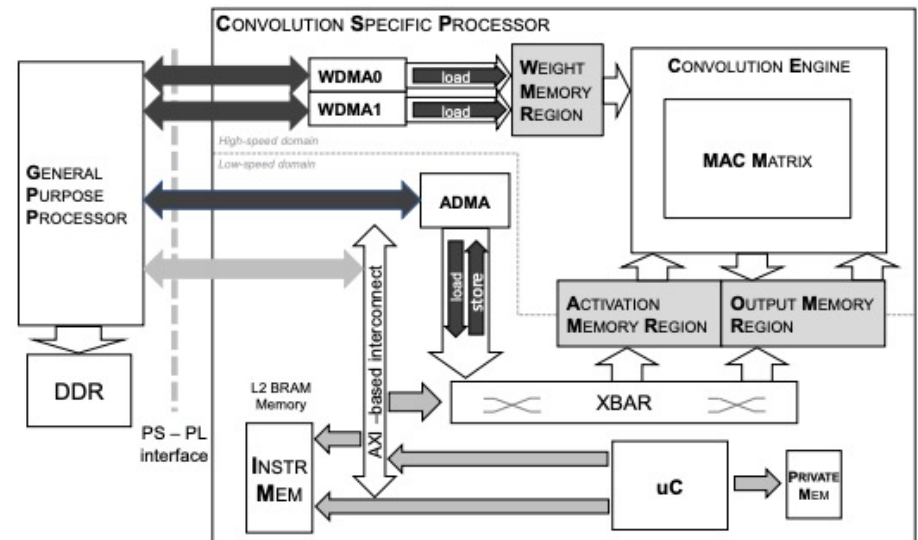 CONVOLUTION SPECIFIC PROCESSOR
WDMA0
load
WEIGHT
MEMORY
REGION
CONVOLUTION ENGINE
WDMA1
load
MAC MATRIX
High-speed domain
Low-speed domain
GENERAL
PURPOSE
PROCESSOR
ADMA
load
store
AXI –based interconnect
ACTIVATION
MEMORY REGION
OUTPUT MEMORY
REGION
DDR
L2 BRAM
Memory
XBAR
PS – PL
interface
INSTR
MEM
uC
PRIVATE
MEM